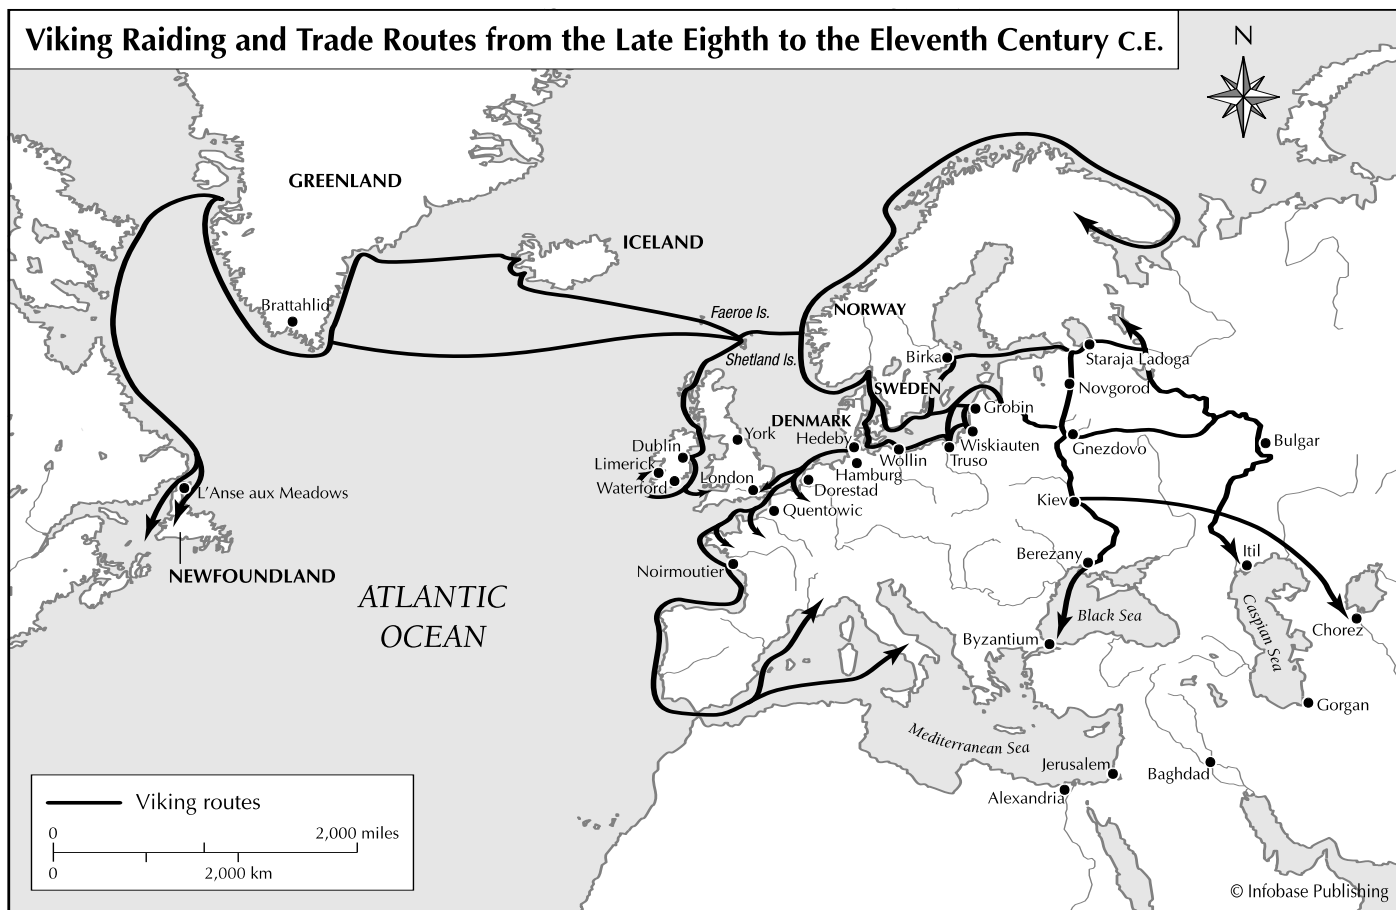 Viking Raiding and Trade Routes from the Late Eighth to the Eleventh Century C.E.
N
GREENLAND
ICELAND
Brattahlid
Faeroe Is.
NORWAY
Shetland Is.
Birka
Staraja Ladoga
SWEDEN
Novgorod
Grobin
DENMARK
York
Hedeby
Dublin
Wiskiauten
Bulgar
Gnezdovo
Limerick
Wollin
Truso
Hamburg
London
Waterford
Dorestad
L'Anse aux Meadows
Kiev
Quentowic
Itil
Berezany
Noirmoutier
NEWFOUNDLAND
ATLANTIC
OCEAN
Black Sea
Caspian Sea
Chorez
Byzantium
Gorgan
Mediterranean Sea
Jerusalem
Baghdad
Alexandria
Viking routes
0
2,000 miles
0
2,000 km
© Infobase Publishing